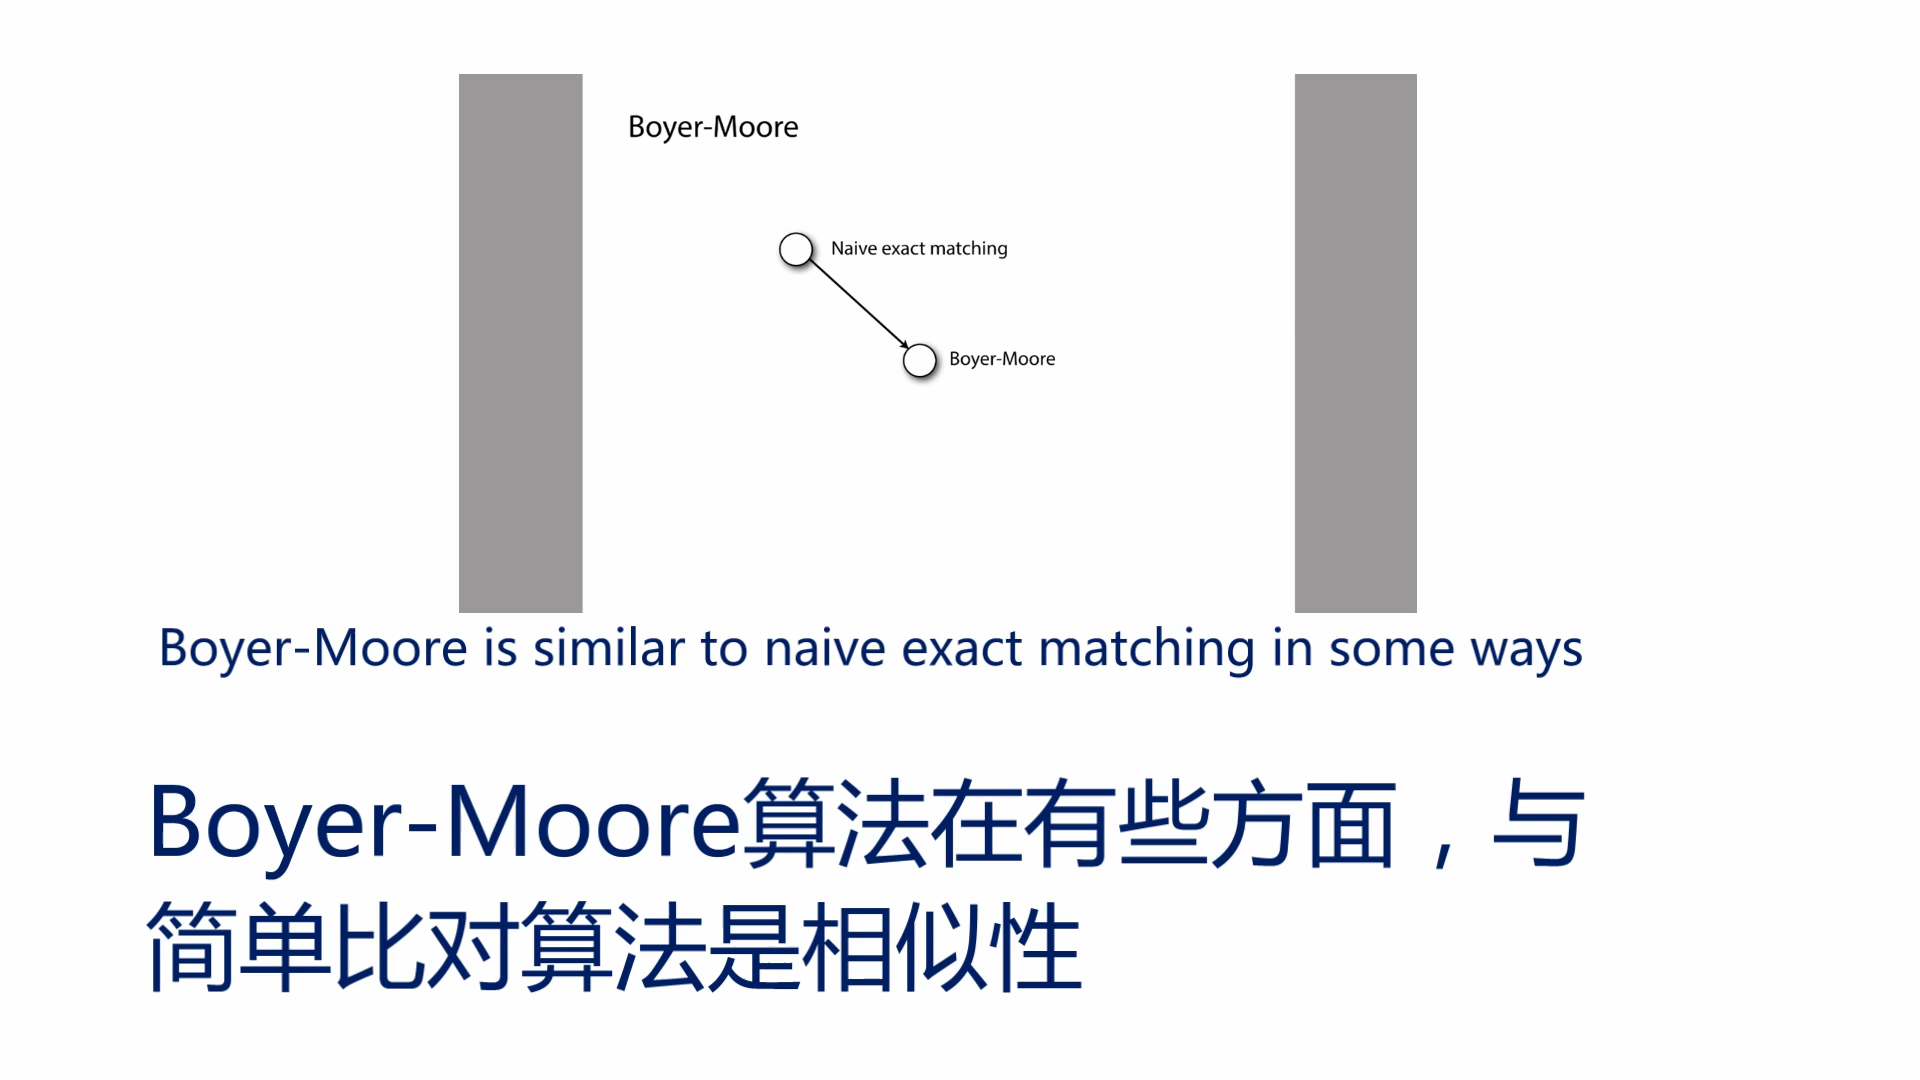 Boyer-Moore
Naive exact matching
Boyer-Moore
Boyer-Moore is similar to naive exact matching in some ways
Boyer-Moore算法在有些方面，与
简单比对算法是相似性